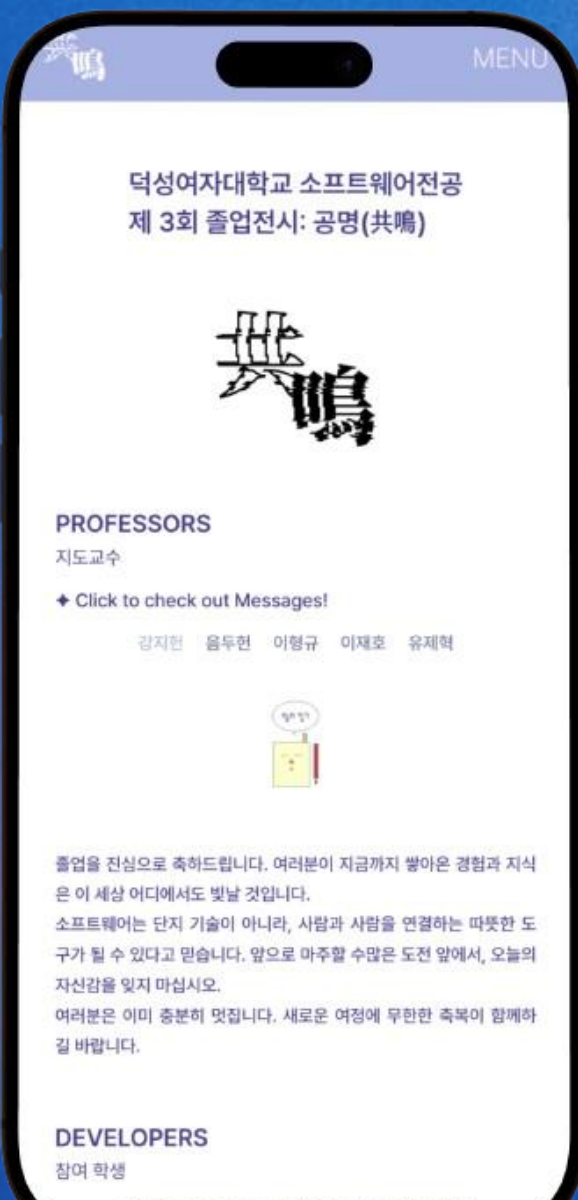 共鳴
MENU
덕성여자대학교 소프트웨어전공
제 3회 졸업전시: 공명(共鳴)
共鳴
PROFESSORS
지도교수
✦ Click to check out Messages!
강지헌 음두헌 이형규 이재호 유제혁
졸업을 진심으로 축하드립니다. 여러분이 지금까지 쌓아온 경험과 지식
은 이 세상 어디에서도 빛날 것입니다.
소프트웨어는 단지 기술이 아니라, 사람과 사람을 연결하는 따뜻한 도
구가 될 수 있다고 믿습니다. 앞으로 마주할 수많은 도전 앞에서, 오늘의
자신감을 잊지 마십시오.
여러분은 이미 충분히 멋집니다. 새로운 여정에 무한한 축복이 함께하
길 바랍니다.
DEVELOPERS
참여 학생